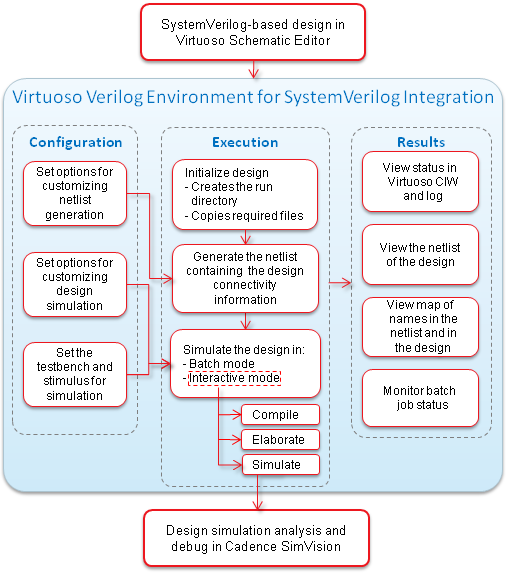 SystemVerilog-based design in
Virtuoso Schematic Editor
Virtuoso Verilog Environment for SystemVerilog Integration
Configuration
Set options for
customizing
netlist
generation
Set options for
customizing
design
simulation
Set the
testbench and
stimulus for
simulation
Execution
Initialize design
- Creates the run
directory
- Copies required files
Generate the netlist
containing the design
connectivity
information
Simulate the design in:
- Batch mode
- Interactive mode
Compile
Elaborate
Simulate
Results
View status in
Virtuoso CIW
and log
View the netlist
of the design
View map of
names in the
netlist and in
the design
Monitor batch
job status
Design simulation analysis and
debug in Cadence SimVision